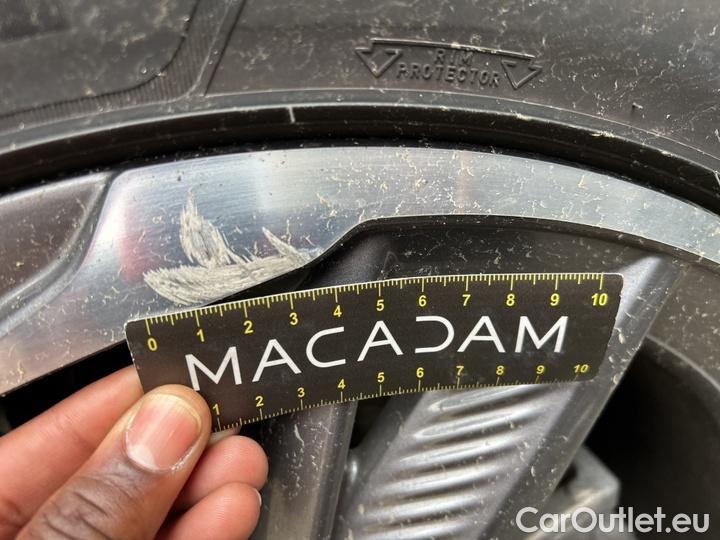 RIM
PROTECTOR
0 1 2 3 4 5 6 7 8 9 10
MACADAM
1 2 3 4 5 6 7 8 9 10
CarOutlet.eu